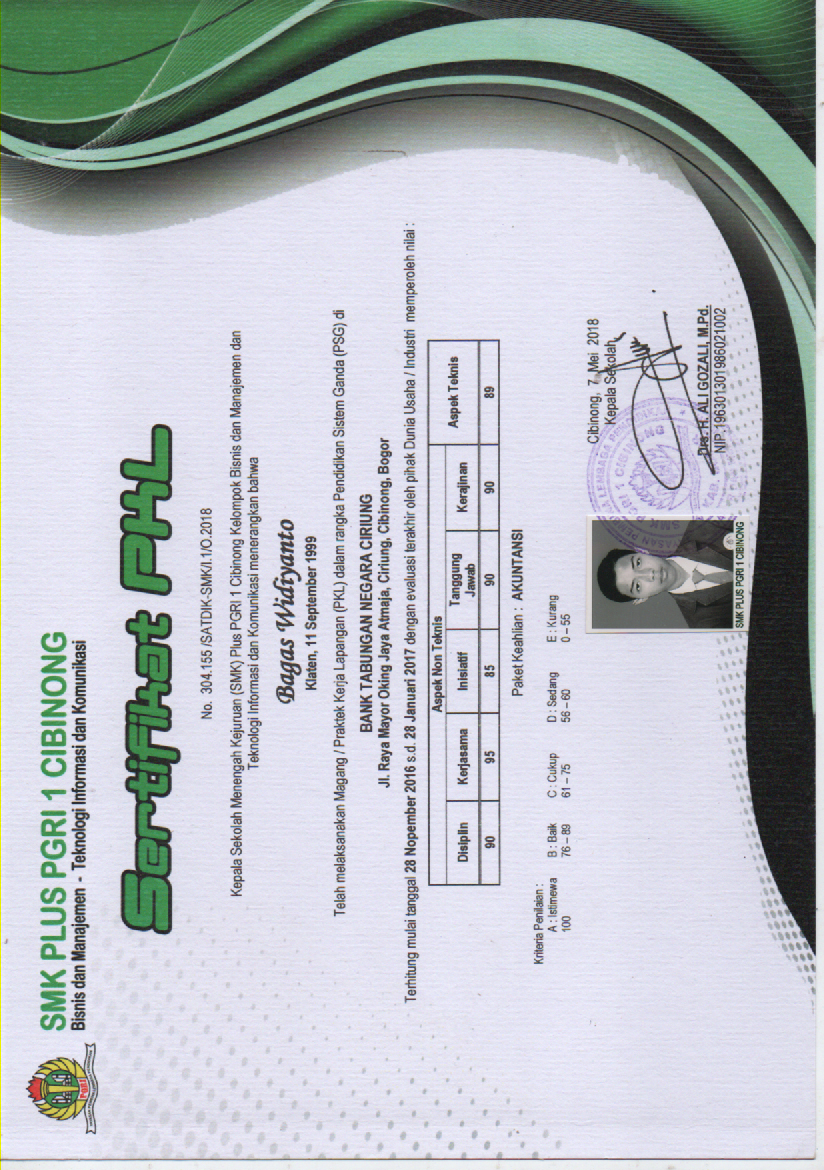 SMK PLUS PGRI 1 CIBINONG
Bisnis dan Manajemen - Teknologi Informasi dan Komunikasi
PGRI
Sertifikat PKL
No. 304.155 /SATDIK-SMK/I.1/O.2018
Kepala Sekolah Menengah Kejuruan (SMK) Plus PGRI 1 Cibinong Kelompok Bisnis dan Manajemen dan
Teknologi Informasi dan Komunikasi menerangkan bahwa
Bagas Widiyanto
Klaten, 11 September 1999
Telah melaksanakan Magang / Praktek Kerja Lapangan (PKL) dalam rangka Pendidikan Sistem Ganda (PSG) di
BANK TABUNGAN NEGARA CIRIUNG
Jl. Raya Mayor Oking Jaya Atmaja, Ciriung, Cibinong, Bogor
Terhitung mulai tanggal 28 Nopember 2016 s.d. 28 Januari 2017 dengan evaluasi terakhir oleh pihak Dunia Usaha / Industri memperoleh nilai :
Aspek Non Teknis Aspek Teknis
Disiplin Kerjasama Inisiatif Tanggung Jawab Kerajinan
90 95 85 90 90 89
Paket Keahlian : AKUNTANSI
Kriteria Penilaian :
A : Istimewa B : Baik C : Cukup D : Sedang E : Kurang
100 76 – 89 61 – 75 56 – 60 0 – 55
Cibinong, 7 Mei 2018
Kepala Sekolah,
SMK PLUS PGRI 1 CIBINONG
Drs. H. ALI GOZALI, M.Pd.
NIP.196301301986021002